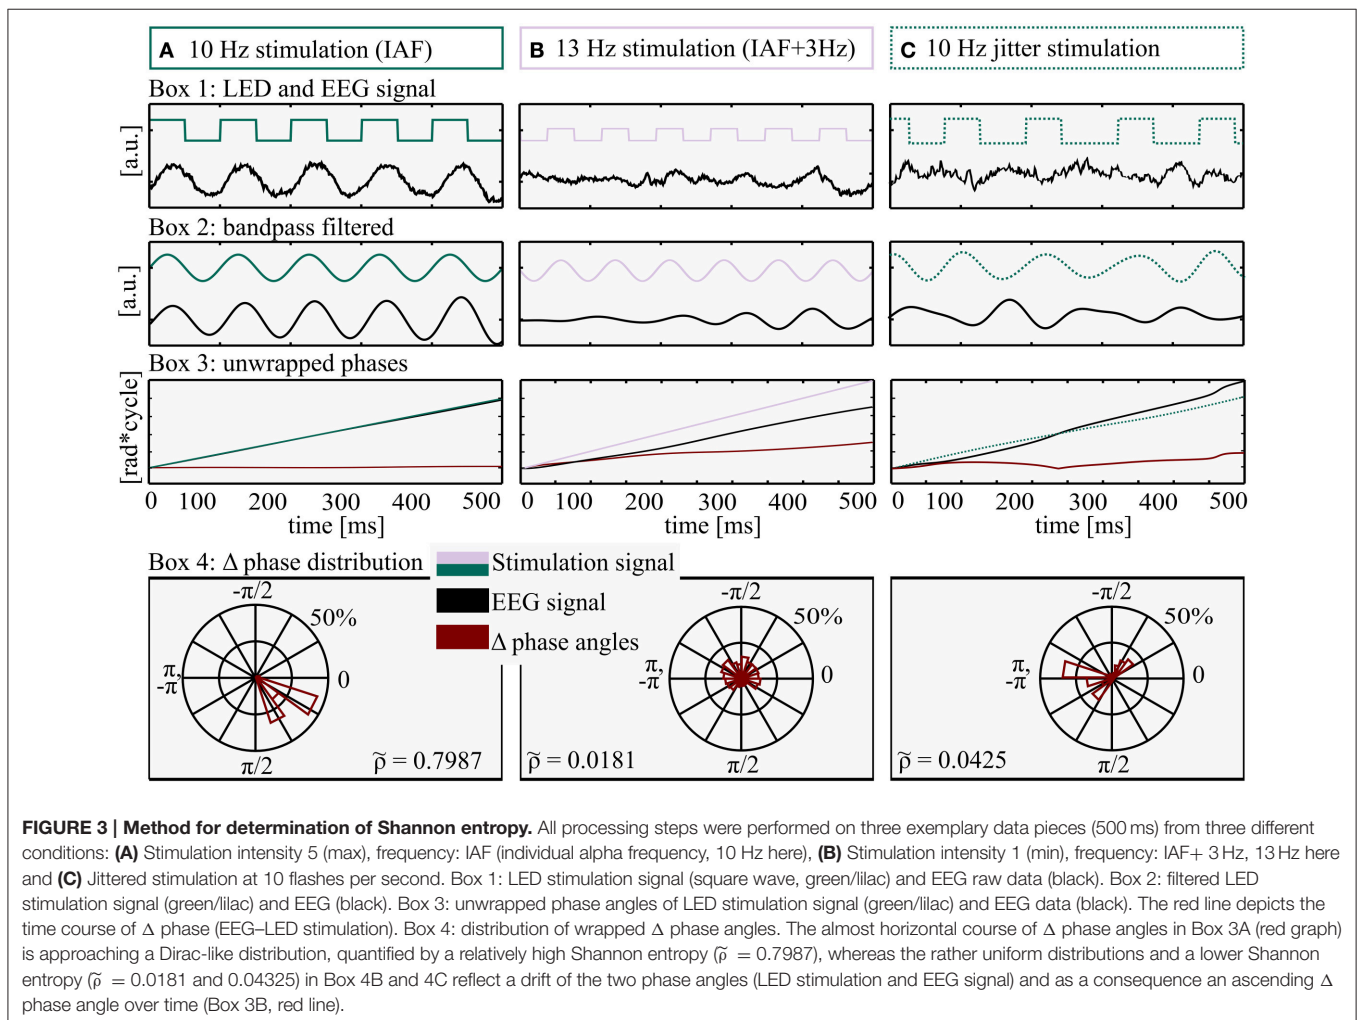 A 10 Hz stimulation (IAF)
B 13 Hz stimulation (IAF+3Hz)
C 10 Hz jitter stimulation
Box 1: LED and EEG signal
[a.u.]
Box 2: bandpass filtered
[a.u.]
Box 3: unwrapped phases
[rad*cycle]
0 100 200 300 400 500
time [ms]
0 100 200 300 400 500
time [ms]
0 100 200 300 400 500
time [ms]
Box 4: Δ phase distribution
Stimulation signal
EEG signal
Δ phase angles
-π/2
50%
π,
-π
0
π/2
ρ̃ = 0.7987
-π/2
50%
π,
-π
0
π/2
ρ̃ = 0.0181
-π/2
50%
π,
-π
0
π/2
ρ̃ = 0.0425
FIGURE 3 | Method for determination of Shannon entropy. All processing steps were performed on three exemplary data pieces (500 ms) from three different
conditions: (A) Stimulation intensity 5 (max), frequency: IAF (individual alpha frequency, 10 Hz here), (B) Stimulation intensity 1 (min), frequency: IAF+ 3 Hz, 13 Hz here
and (C) Jittered stimulation at 10 flashes per second. Box 1: LED stimulation signal (square wave, green/lilac) and EEG raw data (black). Box 2: filtered LED
stimulation signal (green/lilac) and EEG (black). Box 3: unwrapped phase angles of LED stimulation signal (green/lilac) and EEG data (black). The red line depicts the
time course of Δ phase (EEG–LED stimulation). Box 4: distribution of wrapped Δ phase angles. The almost horizontal course of Δ phase angles in Box 3A (red graph)
is approaching a Dirac-like distribution, quantified by a relatively high Shannon entropy (ρ̃ = 0.7987), whereas the rather uniform distributions and a lower Shannon
entropy (ρ̃ = 0.0181 and 0.04325) in Box 4B and 4C reflect a drift of the two phase angles (LED stimulation and EEG signal) and as a consequence an ascending Δ
phase angle over time (Box 3B, red line).